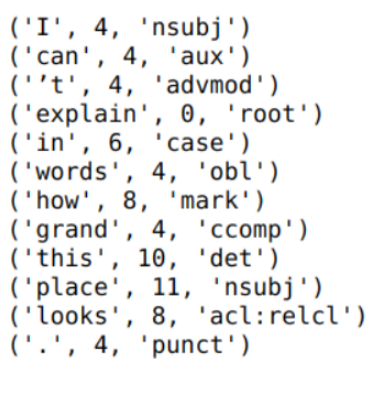 ('I', 4, 'nsubj')
('can', 4, 'aux')
('’t', 4, 'advmod')
('explain', 0, 'root')
('in', 6, 'case')
('words', 4, 'obl')
('how', 8, 'mark')
('grand', 4, 'ccomp')
('this', 10, 'det')
('place', 11, 'nsubj')
('looks', 8, 'acl:relcl')
('.', 4, 'punct')